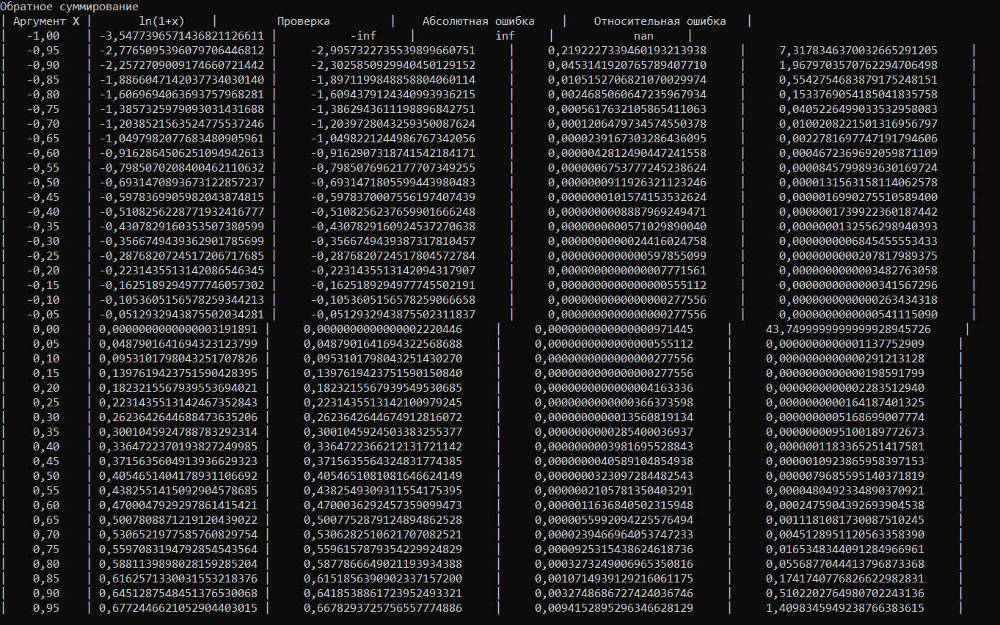 Обратное суммирование
| Аргумент X | ln(1+x) | Проверка | Абсолютная ошибка | Относительная ошибка |
| -1,00 | -3,5477396571436821126611 | -inf | inf | nan |
| -0,95 | -2,7765095396079706446812 | -2,9957322735539899660751 | 0,2192227339460193213938 | 7,3178346370032665291205 |
| -0,90 | -2,2572709009174660721442 | -2,3025850929940450129152 | 0,0453141920765789407710 | 1,9679703570762294706498 |
| -0,85 | -1,8866047142037734030140 | -1,8971199848858804060114 | 0,0105152706821070029974 | 0,5542754683879175248151 |
| -0,80 | -1,6069694063693757968281 | -1,6094379124340993936215 | 0,0024685060647235967934 | 0,1533769054185041835758 |
| -0,75 | -1,3857325979093031431688 | -1,3862943611198896842751 | 0,0005617632105865411063 | 0,0405226499033532958083 |
| -0,70 | -1,2038521563524775537246 | -1,2039728043259350087624 | 0,0001206479734574550378 | 0,0100208221501316956797 |
| -0,65 | -1,0497982077683480905961 | -1,0498221244986767342056 | 0,0000239167303286436095 | 0,0022781697747191794606 |
| -0,60 | -0,9162864506251094942613 | -0,9162907318741542184171 | 0,0000042812490447241558 | 0,0004672369692059871109 |
| -0,55 | -0,7985070208400462110632 | -0,7985076962177707349255 | 0,0000006753777245238624 | 0,0000845799893630169724 |
| -0,50 | -0,6931470893673122857237 | -0,6931471805599443980483 | 0,0000000911926321123246 | 0,0000131563158114062578 |
| -0,45 | -0,5978369905982043874815 | -0,5978370007556197407439 | 0,0000000101574153532624 | 0,0000016990275510589400 |
| -0,40 | -0,5108256228771932416777 | -0,5108256237659901666248 | 0,0000000008887969249471 | 0,0000001739922360187442 |
| -0,35 | -0,4307829160353507380599 | -0,4307829160924537270638 | 0,0000000000571029890040 | 0,0000000132556298940393 |
| -0,30 | -0,3566749439362901785699 | -0,3566749439387317810457 | 0,0000000000024416024758 | 0,0000000006845455553433 |
| -0,25 | -0,2876820724517206717685 | -0,2876820724517804572784 | 0,0000000000000597855099 | 0,0000000000207817989375 |
| -0,20 | -0,2231435513142086546345 | -0,2231435513142094317907 | 0,0000000000000007771561 | 0,0000000000003482763058 |
| -0,15 | -0,1625189294977746057302 | -0,1625189294977745502191 | 0,0000000000000000555112 | 0,0000000000000341567296 |
| -0,10 | -0,1053605156578259344213 | -0,1053605156578259066658 | 0,0000000000000000277556 | 0,0000000000000263434318 |
| -0,05 | -0,0512932943875502034281 | -0,0512932943875502311837 | 0,0000000000000000277556 | 0,0000000000000541115090 |
| 0,00 | 0,0000000000000003191891 | 0,0000000000000002220446 | 0,0000000000000000971445 | 43,7499999999999928945726 |
| 0,05 | 0,0487901641694323123799 | 0,0487901641694322568688 | 0,0000000000000000555112 | 0,0000000000001137752909 |
| 0,10 | 0,0953101798043251707826 | 0,0953101798043251430270 | 0,0000000000000000277556 | 0,0000000000000291213128 |
| 0,15 | 0,1397619423751590428395 | 0,1397619423751590150840 | 0,0000000000000000277556 | 0,0000000000000198591799 |
| 0,20 | 0,1823215567939553694021 | 0,1823215567939549530685 | 0,0000000000000004163336 | 0,0000000000002283512940 |
| 0,25 | 0,2231435513142467352843 | 0,2231435513142100979245 | 0,0000000000000366373598 | 0,0000000000164187401325 |
| 0,30 | 0,2623642644688473635206 | 0,2623642644674912816072 | 0,0000000000013560819134 | 0,0000000005168699007774 |
| 0,35 | 0,3001045924788783292314 | 0,3001045924503383255377 | 0,0000000000285400036937 | 0,0000000095100189772673 |
| 0,40 | 0,3364722370193827249985 | 0,3364722366212131721142 | 0,0000000003981695528843 | 0,0000001183365251417581 |
| 0,45 | 0,3715635604913936629323 | 0,3715635564324831774385 | 0,0000000040589104854938 | 0,0000010923865958397153 |
| 0,50 | 0,4054651404178931106692 | 0,4054651081081646624149 | 0,0000000323097284482543 | 0,0000079685595140371819 |
| 0,55 | 0,4382551415092904578685 | 0,4382549309311554175395 | 0,0000002105781350403291 | 0,0000480492334890370921 |
| 0,60 | 0,4700047929297861415421 | 0,4700036292457359099473 | 0,0000011636840502315948 | 0,0002475904392693904538 |
| 0,65 | 0,5007808871219120439022 | 0,5007752879124894862528 | 0,0000055992094225576494 | 0,0011181081730087510245 |
| 0,70 | 0,5306521977585760829754 | 0,5306282510621707082521 | 0,0000239466964053747233 | 0,0045128951120563358390 |
| 0,75 | 0,5597083194792854543564 | 0,5596157879354229924829 | 0,0000925315438624618736 | 0,0165348344091284966961 |
| 0,80 | 0,5881139898028159285204 | 0,5877866649021193934388 | 0,0003273249006965350816 | 0,0556877044413796873368 |
| 0,85 | 0,6162571330031553218376 | 0,6151856390902337157200 | 0,0010714939129216061175 | 0,1741740776826622982831 |
| 0,90 | 0,6451287548451376530068 | 0,6418538861723952493321 | 0,0032748686727424036746 | 0,5102202764980702243136 |
| 0,95 | 0,6772446621052904403015 | 0,6678293725756557774886 | 0,0094152895296346628129 | 1,4098345949238766383615 |